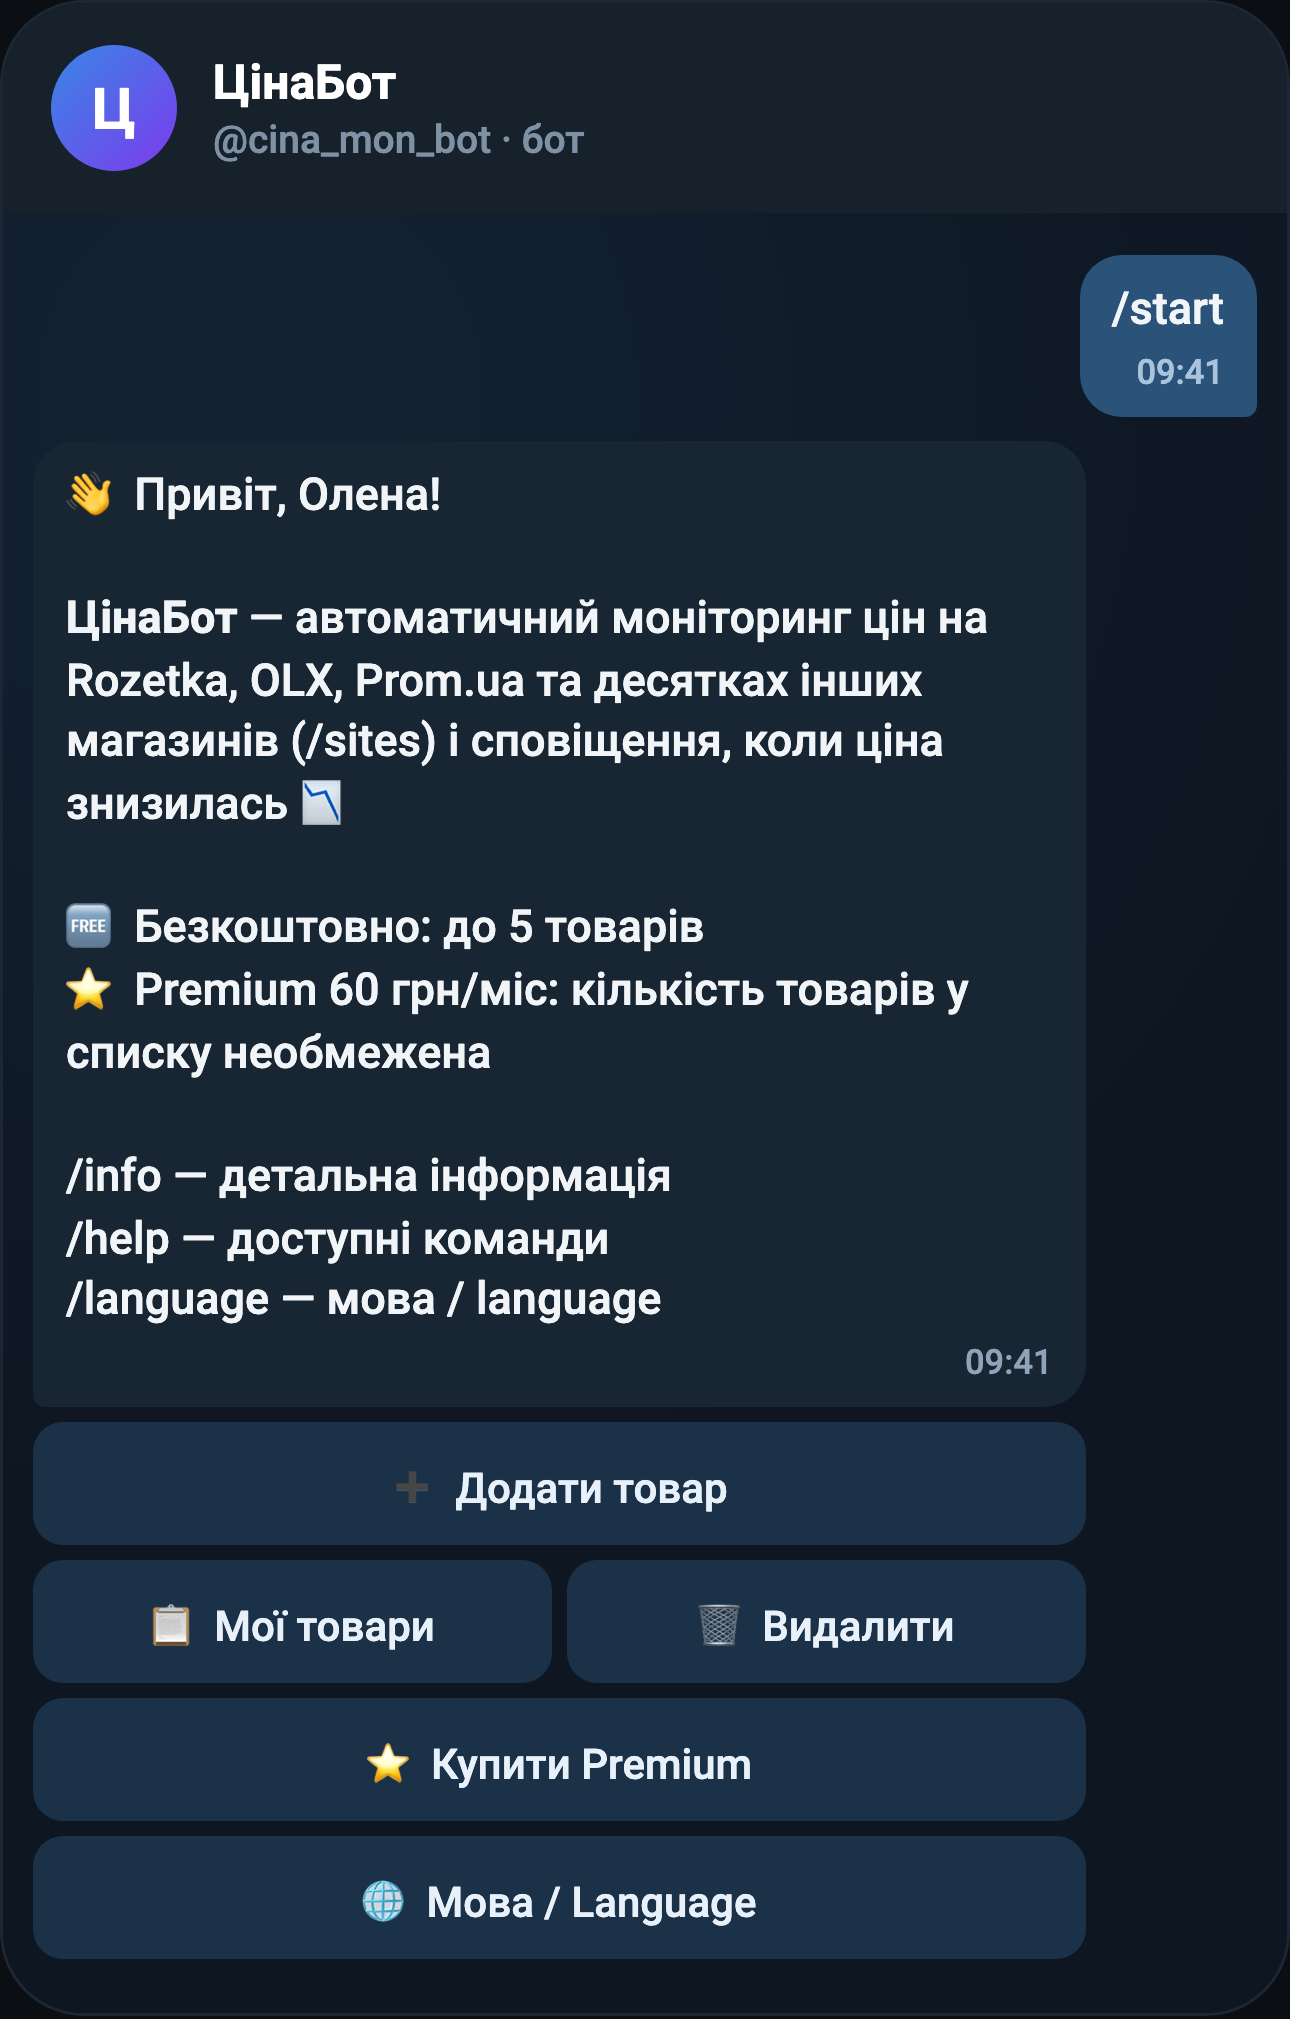 Ц
ЦінаБот
@cina_mon_bot · бот
/start
09:41
👋 Привіт, Олена!
ЦінаБот — автоматичний моніторинг цін на
Rozetka, OLX, Prom.ua та десятках інших
магазинів (/sites) і сповіщення, коли ціна
знизилась 📉
🆓 Безкоштовно: до 5 товарів
⭐ Premium 60 грн/міс: кількість товарів у
списку необмежена
/info — детальна інформація
/help — доступні команди
/language — мова / language
09:41
➕ Додати товар
📋 Мої товари
🗑️ Видалити
⭐ Купити Premium
🌐 Мова / Language